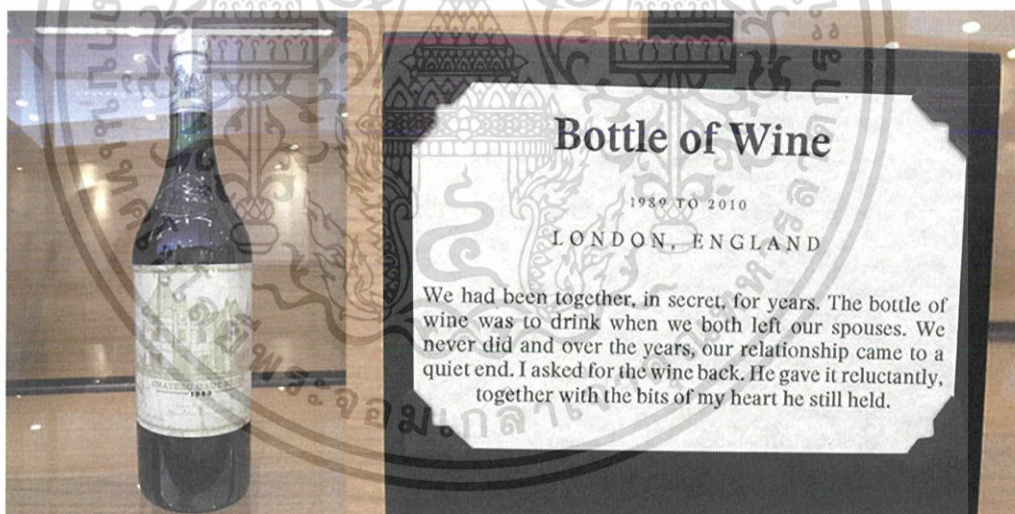 CHATEAU HAUT
Bottle of Wine
1989 TO 2010
LONDON, ENGLAND
We had been together, in secret, for years. The bottle of
wine was to drink when we both left our spouses. We
never did and over the years, our relationship came to a
quiet end. I asked for the wine back. He gave it reluctantly,
together with the bits of my heart he still held.